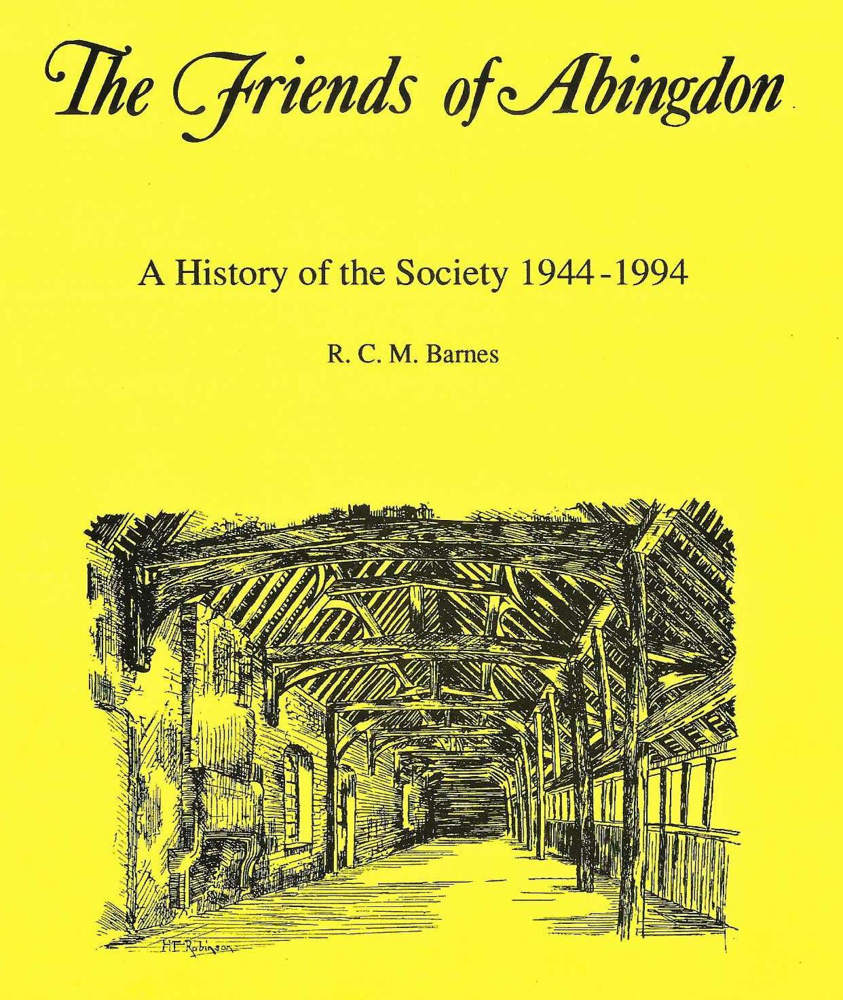 The Friends of Abingdon
A History of the Society 1944-1994
R. C. M. Barnes
H E Robinson